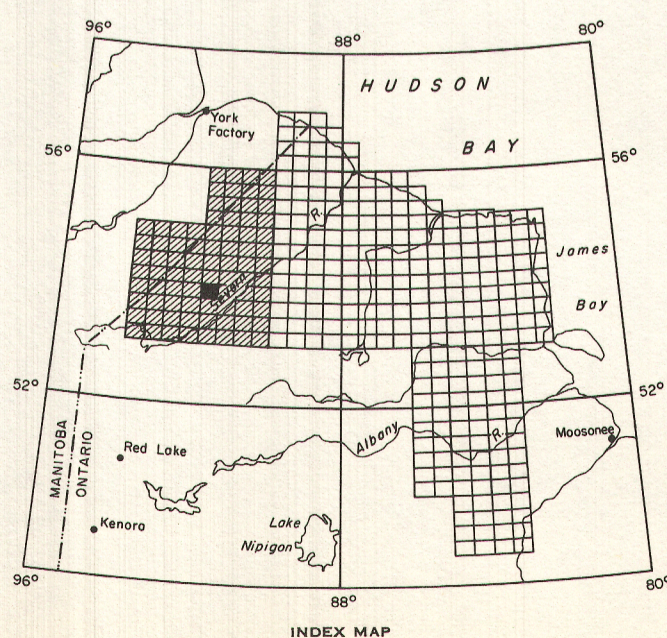 96°
88°
80°
HUDSON
BAY
York
Factory
56°
56°
R.
Severn
James
Bay
52°
52°
MANITOBA
ONTARIO
Red Lake
Albany
R.
Moosonee
Kenora
Lake
Nipigon
96°
88°
80°
INDEX MAP